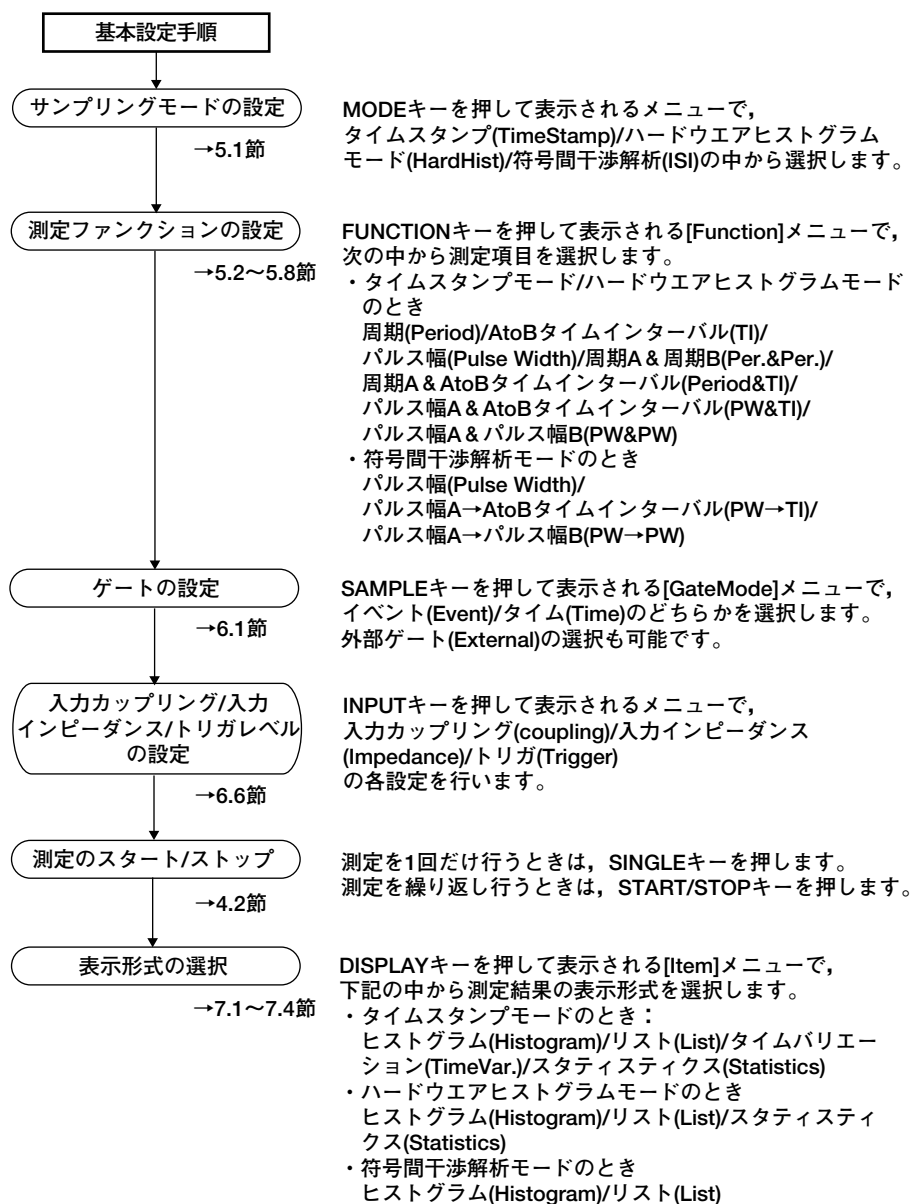 基本設定手順
サンプリングモードの設定
→5.1節
MODEキーを押して表示されるメニューで，
タイムスタンプ(TimeStamp)/ハードウエアヒストグラム
モード(HardHist)/符号間干渉解析(ISI)の中から選択します。
測定ファンクションの設定
→5.2〜5.8節
FUNCTIONキーを押して表示される[Function]メニューで，
次の中から測定項目を選択します。
・タイムスタンプモード/ハードウエアヒストグラムモード
のとき
周期(Period)/AtoBタイムインターバル(TI)/
パルス幅(Pulse Width)/周期A＆周期B(Per.&Per.)/
周期A＆AtoBタイムインターバル(Period&TI)/
パルス幅A＆AtoBタイムインターバル(PW&TI)/
パルス幅A＆パルス幅B(PW&PW)
・符号間干渉解析モードのとき
パルス幅(Pulse Width)/
パルス幅A→AtoBタイムインターバル(PW→TI)/
パルス幅A→パルス幅B(PW→PW)
ゲートの設定
→6.1節
SAMPLEキーを押して表示される[GateMode]メニューで，
イベント(Event)/タイム(Time)のどちらかを選択します。
外部ゲート(External)の選択も可能です。
入力カップリング/入力
インピーダンス/トリガレベル
の設定
→6.6節
INPUTキーを押して表示されるメニューで，
入力カップリング(coupling)/入力インピーダンス
(Impedance)/トリガ(Trigger)
の各設定を行います。
測定のスタート/ストップ
→4.2節
測定を1回だけ行うときは，SINGLEキーを押します。
測定を繰り返し行うときは，START/STOPキーを押します。
表示形式の選択
→7.1〜7.4節
DISPLAYキーを押して表示される[Item]メニューで，
下記の中から測定結果の表示形式を選択します。
・タイムスタンプモードのとき：
ヒストグラム(Histogram)/リスト(List)/タイムバリエー
ション(TimeVar.)/スタティスティクス(Statistics)
・ハードウエアヒストグラムモードのとき
ヒストグラム(Histogram)/リスト(List)/スタティスティ
クス(Statistics)
・符号間干渉解析モードのとき
ヒストグラム(Histogram)/リスト(List)